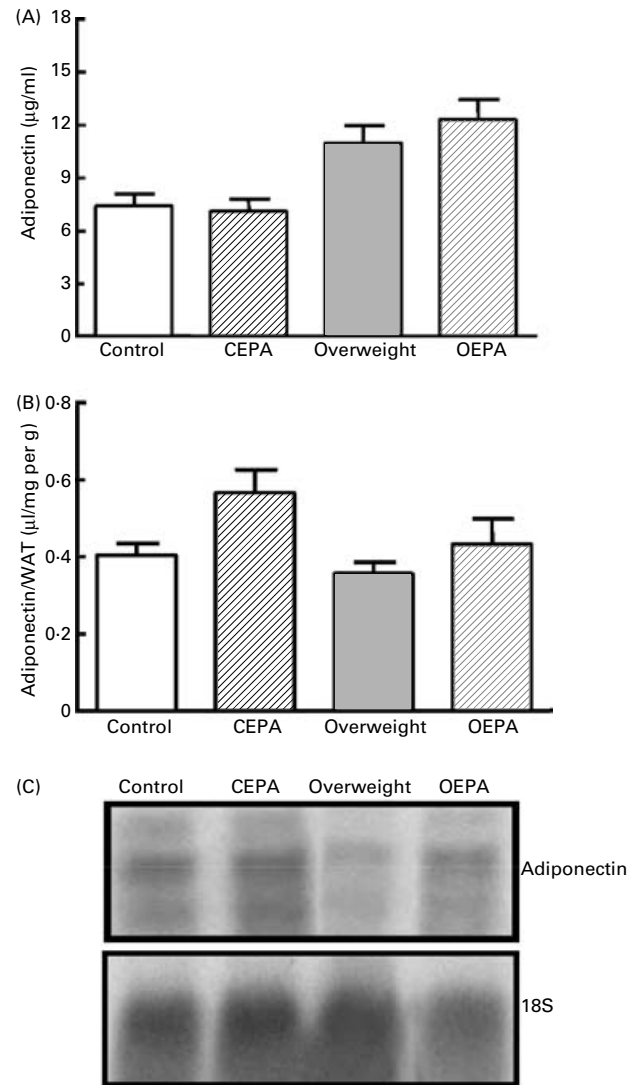 (A)
18
15
12
9
6
3
0
Adiponectin (μg/ml)
Control CEPA Overweight OEPA
(B)
0·8
0·6
0·4
0·2
0
Adiponectin/WAT (μl/mg per g)
Control CEPA Overweight OEPA
(C)
Control CEPA Overweight OEPA
Adiponectin
18S